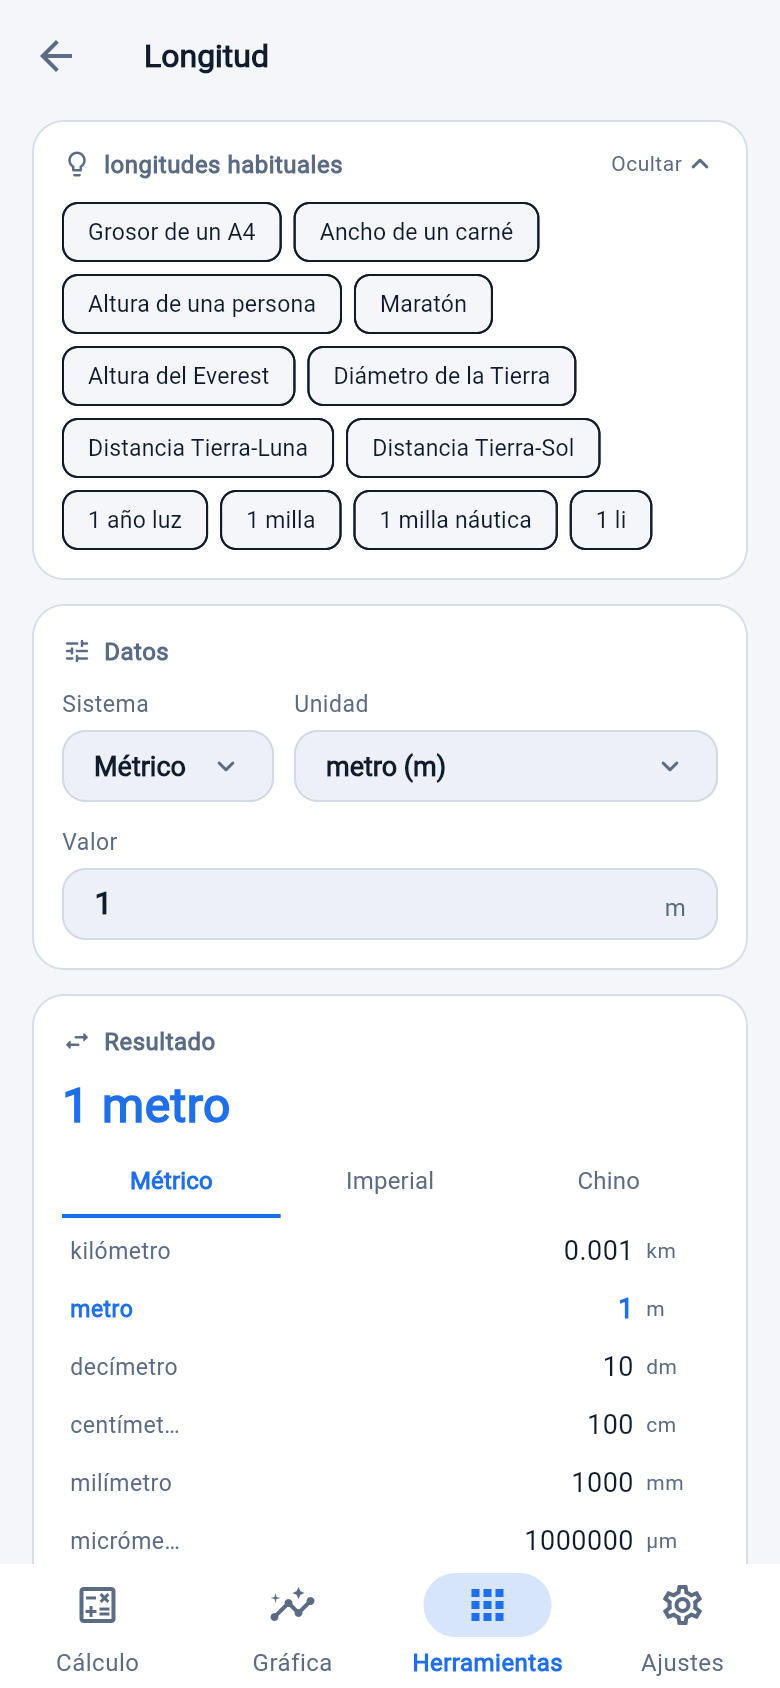 Longitud
longitudes habituales Ocultar
Grosor de un A4 Ancho de un carné
Altura de una persona Maratón
Altura del Everest Diámetro de la Tierra
Distancia Tierra-Luna Distancia Tierra-Sol
1 año luz 1 milla 1 milla náutica 1 li
Datos
Sistema Unidad
Métrico metro (m)
Valor
1 m
Resultado
1 metro
Métrico Imperial Chino
kilómetro 0.001 km
metro 1 m
decímetro 10 dm
centímet... 100 cm
milímetro 1000 mm
micróme... 1000000 µm
Cálculo Gráfica Herramientas Ajustes